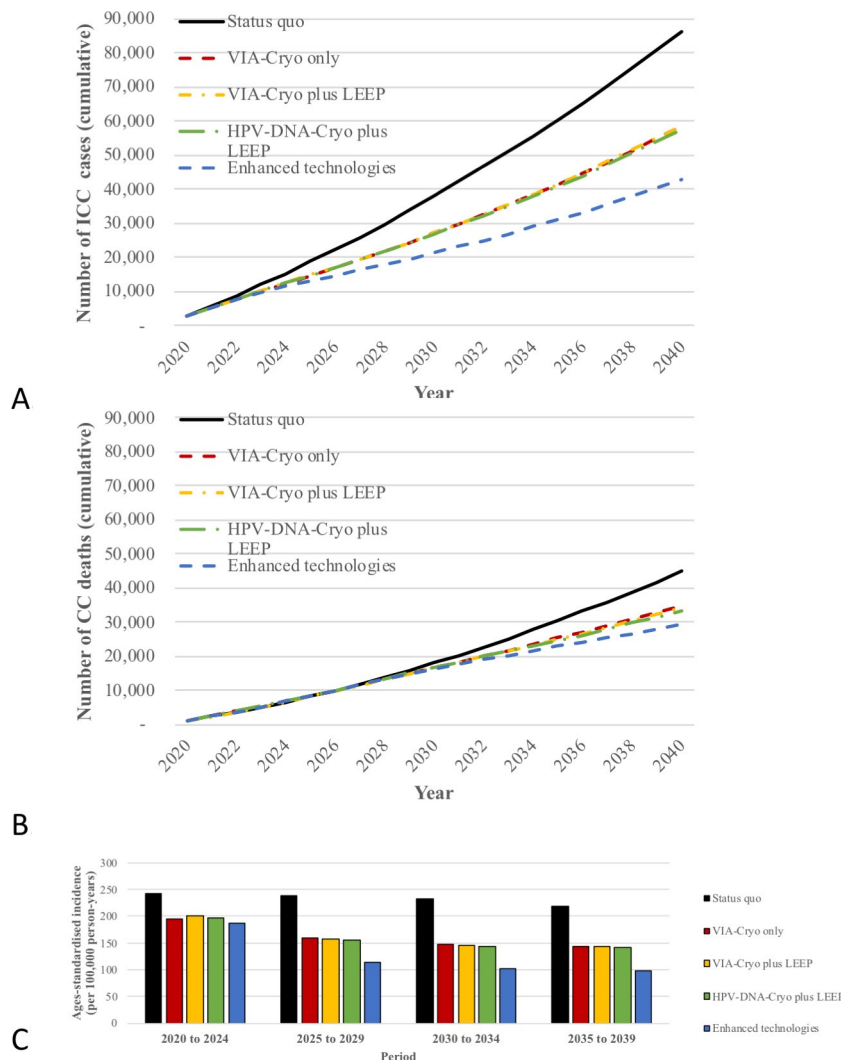 90,000
80,000
70,000
60,000
50,000
40,000
30,000
20,000
10,000
-
Number of ICC cases (cumulative)
Status quo
VIA-Cryo only
VIA-Cryo plus LEEP
HPV-DNA-Cryo plus
LEEP
Enhanced technologies
2020
2022
2024
2026
2028
2030
2032
2034
2036
2038
2040
Year
A
90,000
80,000
70,000
60,000
50,000
40,000
30,000
20,000
10,000
-
Number of CC deaths (cumulative)
Status quo
VIA-Cryo only
VIA-Cryo plus LEEP
HPV-DNA-Cryo plus
LEEP
Enhanced technologies
2020
2022
2024
2026
2028
2030
2032
2034
2036
2038
2040
Year
B
300
250
200
150
100
50
0
Ages-standardised incidence
(per 100,000 person-years)
2020 to 2024
2025 to 2029
2030 to 2034
2035 to 2039
Period
Status quo
VIA-Cryo only
VIA-Cryo plus LEEP
HPV-DNA-Cryo plus LEEP
Enhanced technologies
C